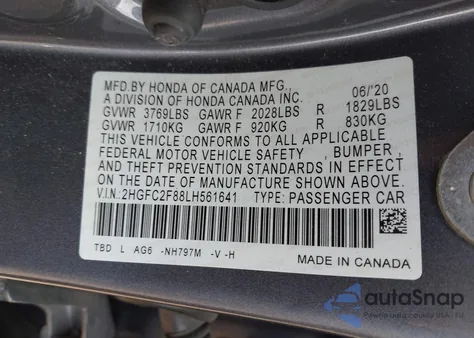 MFD.BY HONDA OF CANADA MFG., 06/'20
A DIVISION OF HONDA CANADA INC.
GVWR 3769LBS GAWR F 2028LBS R 1829LBS
GVWR 1710KG GAWR F 920KG R 830KG
THIS VEHICLE CONFORMS TO ALL APPLICABLE
FEDERAL MOTOR VEHICLE SAFETY, BUMPER,
AND THEFT PREVENTION STANDARDS IN EFFECT
ON THE DATE OF MANUFACTURE SHOWN ABOVE.
V.I.N:2HGFC2F88LH561641 TYPE: PASSENGER CAR
TBD L AG6 -NH797M -V -H
MADE IN CANADA
autoSnap